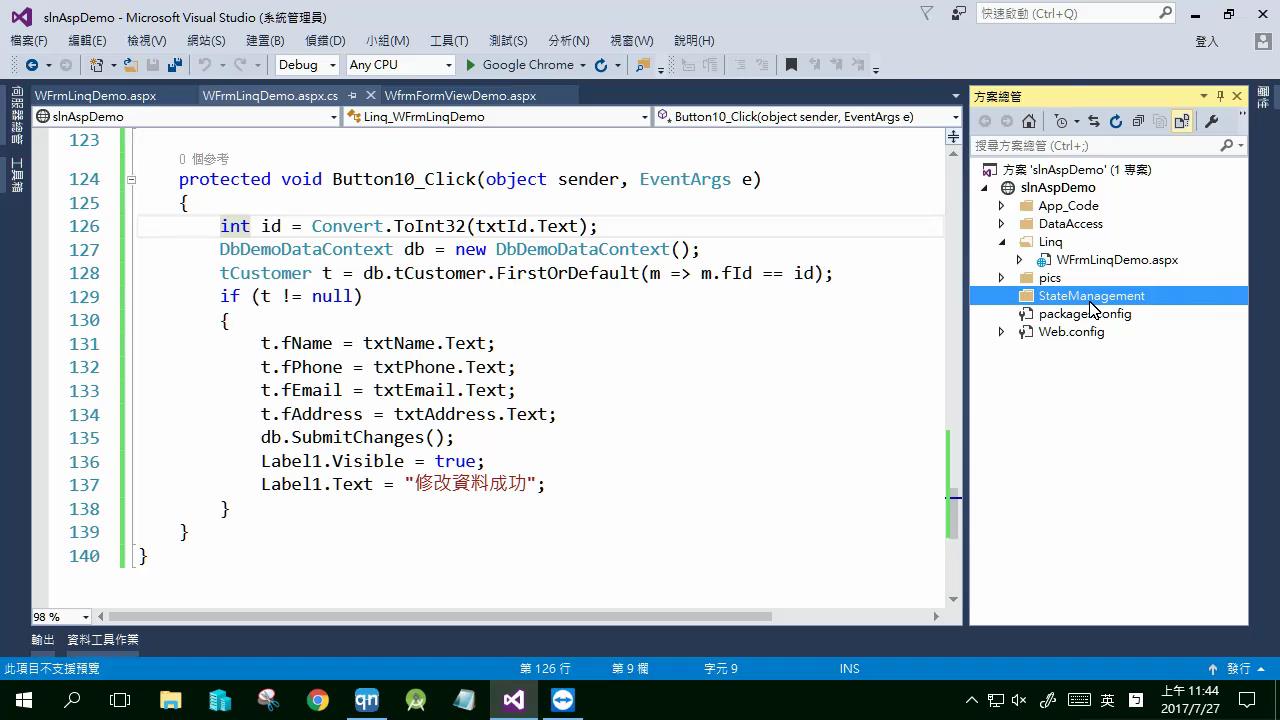 slnAspDemo - Microsoft Visual Studio (系統管理員)
快速啟動 (Ctrl+Q)
檔案(F) 編輯(E) 檢視(V) 網站(S) 建置(B) 偵錯(D) 小組(M) 工具(T) 測試(S) 分析(N) 視窗(W) 說明(H)
登入
Debug Any CPU Google Chrome
伺服器總管
工具箱
WFrmLinqDemo.aspx WFrmLinqDemo.aspx.cs WFrmFormViewDemo.aspx
slnAspDemo Linq_WFrmLinqDemo Button10_Click(object sender, EventArgs e)
123
0 個參考
124 protected void Button10_Click(object sender, EventArgs e)
125 {
126 int id = Convert.ToInt32(txtId.Text);
127 DbDemoDataContext db = new DbDemoDataContext();
128 tCustomer t = db.tCustomer.FirstOrDefault(m => m.fId == id);
129 if (t != null)
130 {
131 t.fName = txtName.Text;
132 t.fPhone = txtPhone.Text;
133 t.fEmail = txtEmail.Text;
134 t.fAddress = txtAddress.Text;
135 db.SubmitChanges();
136 Label1.Visible = true;
137 Label1.Text = "修改資料成功";
138 }
139 }
140 }
98 %
方案總管
搜尋方案總管 (Ctrl+;)
方案 'slnAspDemo' (1 專案)
slnAspDemo
App_Code
DataAccess
Linq
WFrmLinqDemo.aspx
pics
StateManagement
package.config
Web.config
屬性
輸出 資料工具作業
此項目不支援預覽 第 126 行 第 9 欄 字元 9 INS 發行
qn
英
上午 11:44
2017/7/27